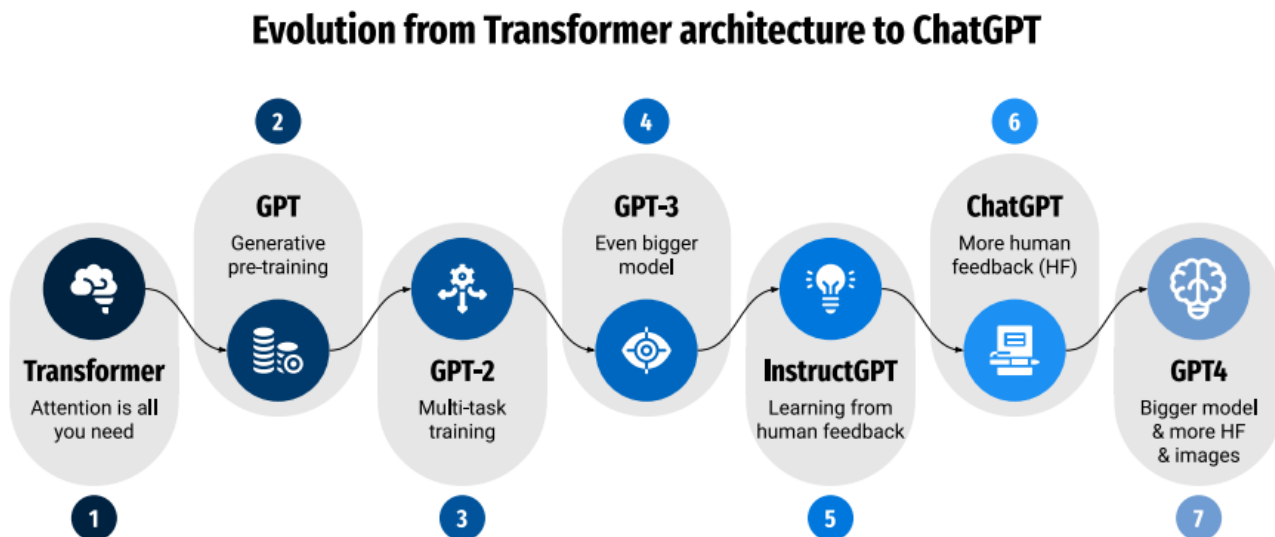 Evolution from Transformer architecture to ChatGPT
1
Transformer
Attention is all
you need
2
GPT
Generative
pre-training
3
GPT-2
Multi-task
training
4
GPT-3
Even bigger
model
5
InstructGPT
Learning from
human feedback
6
ChatGPT
More human
feedback (HF)
7
GPT4
Bigger model
& more HF
& images